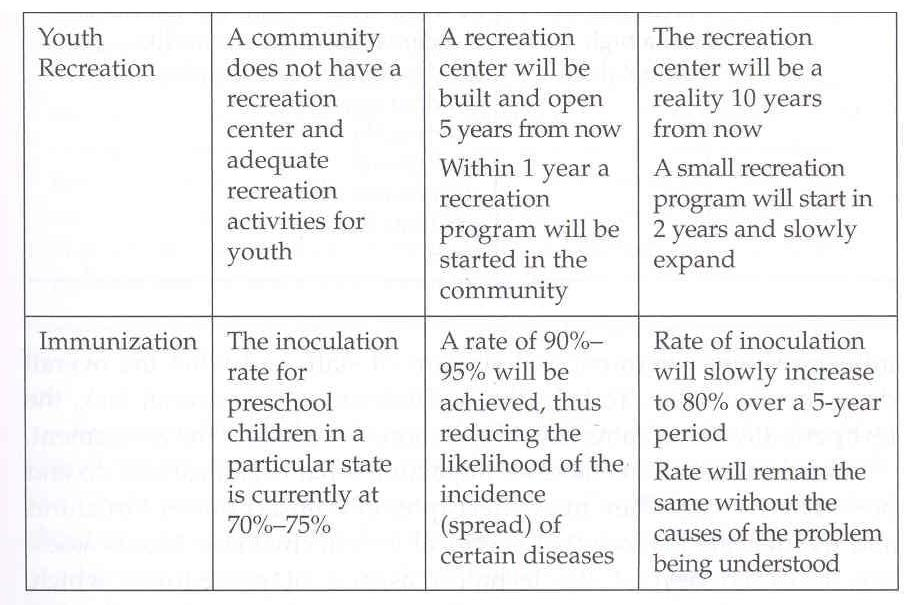 Youth
Recreation
A community
does not have a
recreation
center and
adequate
recreation
activities for
youth
A recreation
center will be
built and open
5 years from now
Within 1 year a
recreation
program will be
started in the
community
The recreation
center will be a
reality 10 years
from now
A small recreation
program will start in
2 years and slowly
expand
Immunization
The inoculation
rate for
preschool
children in a
particular state
is currently at
70%–75%
A rate of 90%–
95% will be
achieved, thus
reducing the
likelihood of the
incidence
(spread) of
certain diseases
Rate of inoculation
will slowly increase
to 80% over a 5-year
period
Rate will remain the
same without the
causes of the problem
being understood